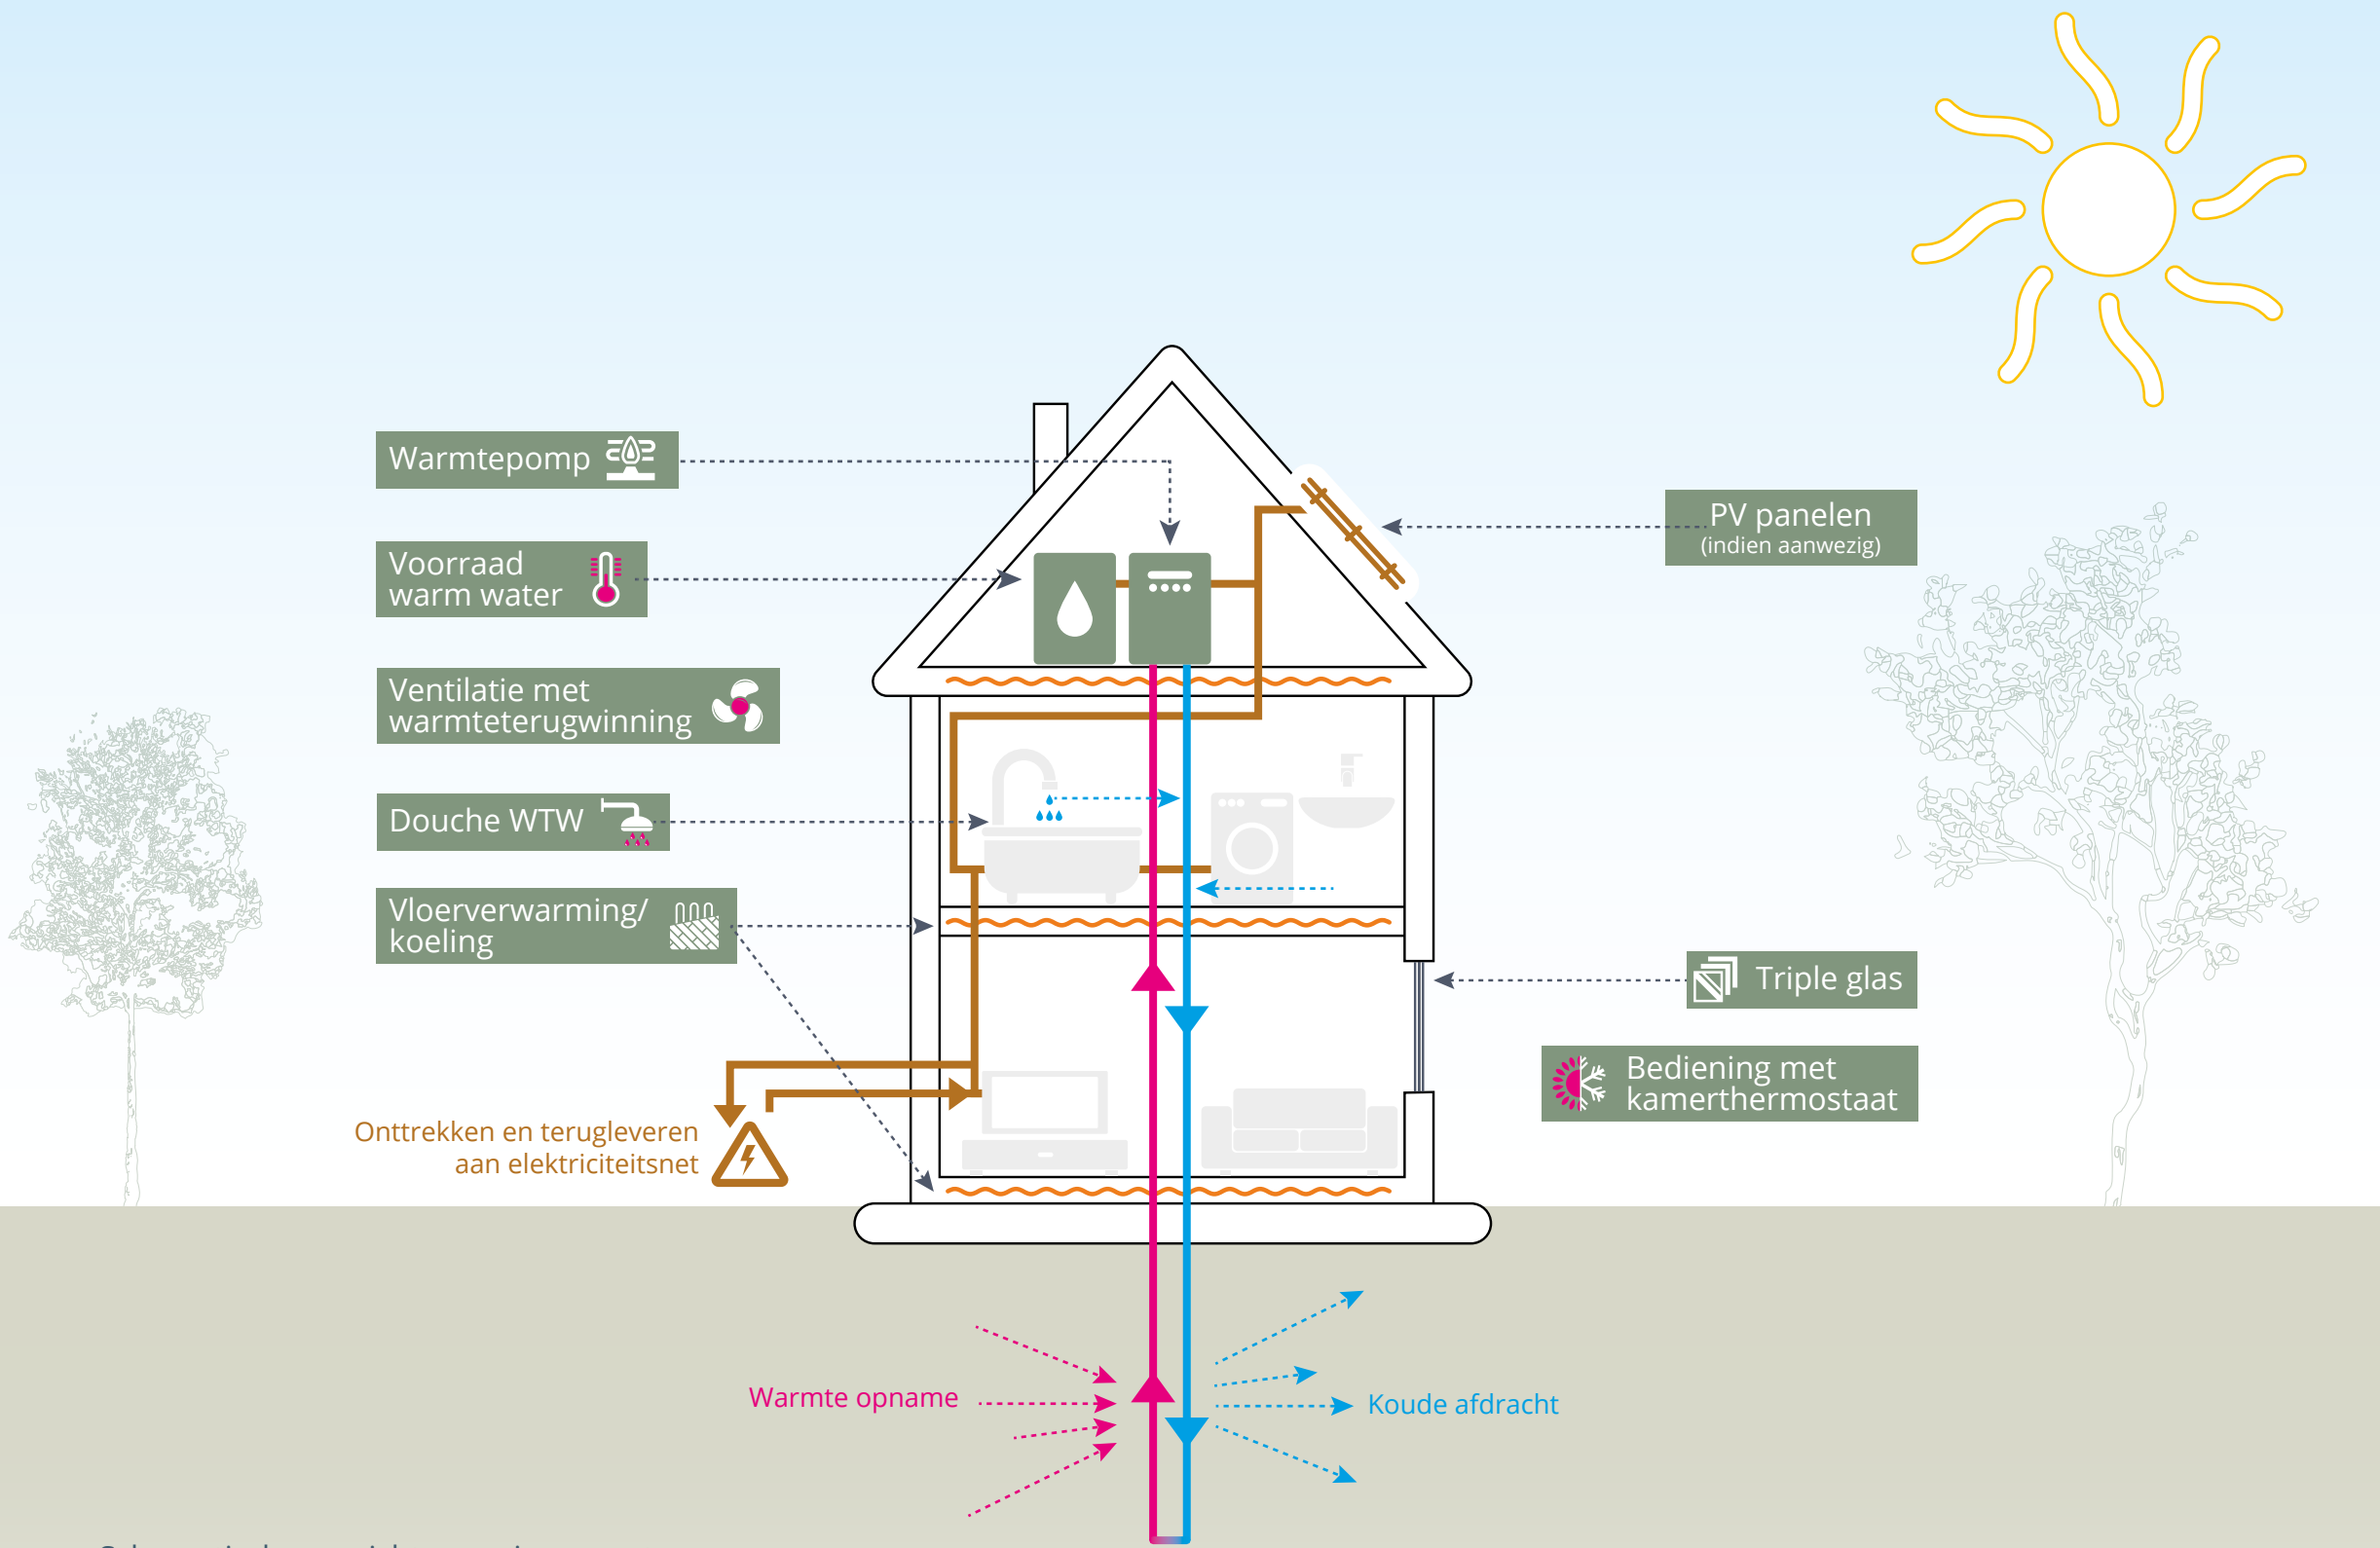 Warmtepomp
Voorraad
warm water
Ventilatie met
warmteterugwinning
Douche WTW
Vloerverwarming/
koeling
Onttrekken en terugleveren
aan elektriciteitsnet
PV panelen
(indien aanwezig)
Triple glas
Bediening met
kamerthermostaat
Warmte opname
Koude afdracht